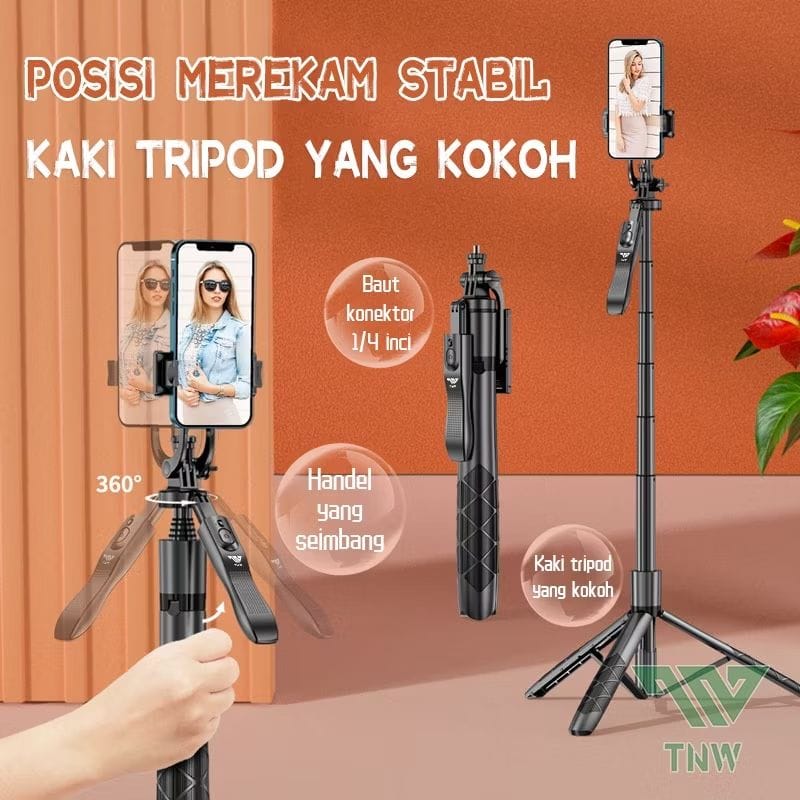 POSISI MEREKAM STABIL
KAKI TRIPOD YANG KOKOH
Baut
konektor
1/4 inci
360°
Handel
yang
seimbang
Kaki tripod
yang kokoh
TNW